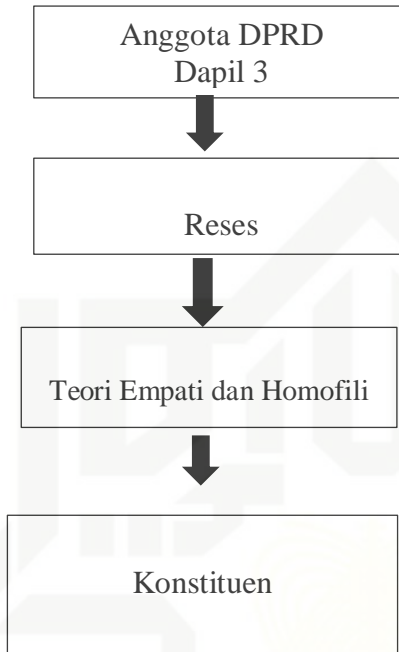 Anggota DPRD
Dapil 3
Reses
Teori Empati dan Homofili
Konstituen